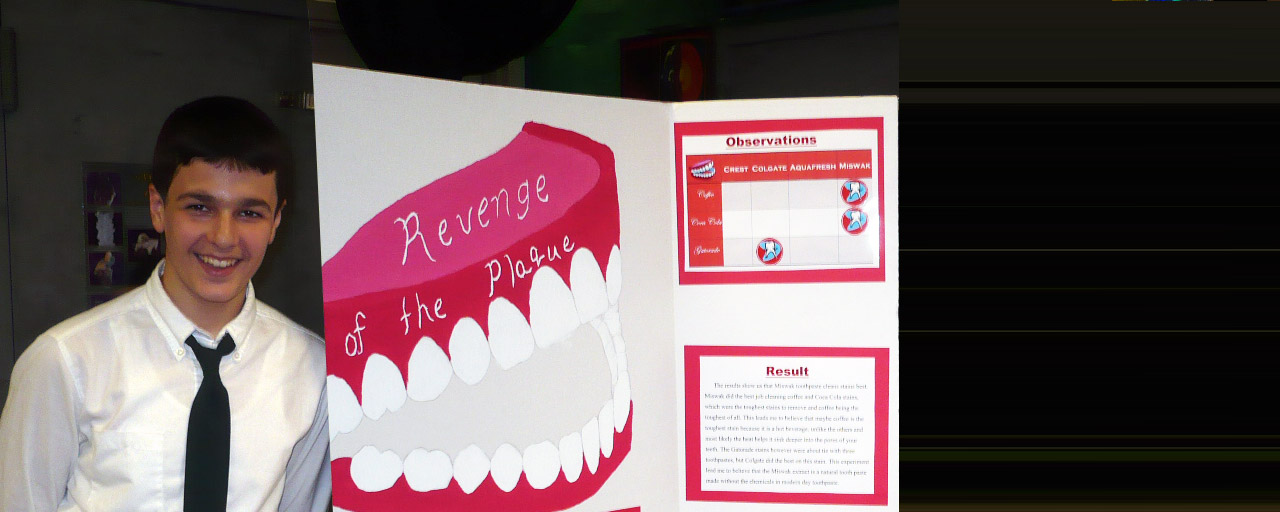 Revenge
of the Plaque
Observations
CREST COLGATE AQUAFRESH MISWAK
Coffee
Coca Cola
Gatorade
Result
The results show us that Miswak toothpaste cleans stains best.
Miswak did the best job cleaning coffee and Coca Cola stains,
which were the toughest stains to remove and coffee being the
toughest of all. This leads me to believe that maybe coffee is the
toughest stain because it is a hot beverage, unlike the others and
most likely the heat helps it sink deeper into the pores of your
teeth. The Gatorade stains however were about tie with three
toothpastes, but Colgate did the best on this stain. This experiment
lead me to believe that the Miswak extract is a natural tooth paste
made without the chemicals in modern day toothpaste.